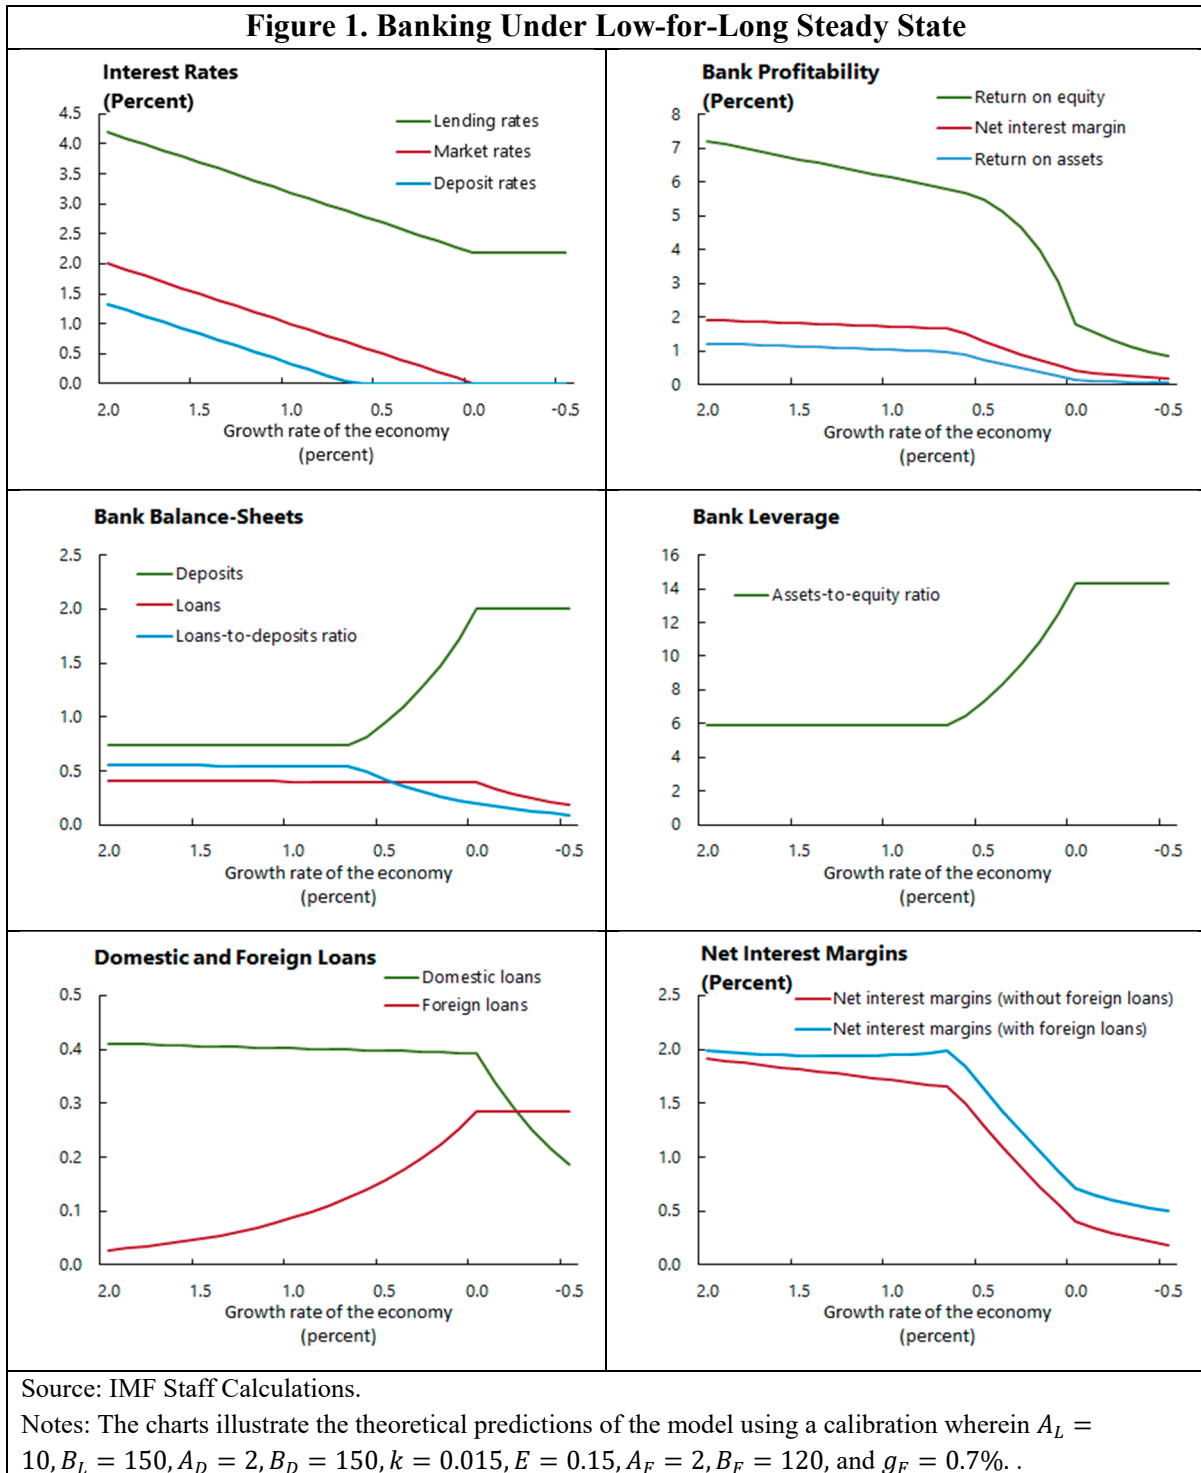 Figure 1. Banking Under Low-for-Long Steady State
Interest Rates
(Percent)
Lending rates
Market rates
Deposit rates
4.5
4.0
3.5
3.0
2.5
2.0
1.5
1.0
0.5
0.0
2.0 1.5 1.0 0.5 0.0 -0.5
Growth rate of the economy
(percent)
Bank Profitability
(Percent)
Return on equity
Net interest margin
Return on assets
8
7
6
5
4
3
2
1
0
2.0 1.5 1.0 0.5 0.0 -0.5
Growth rate of the economy
(percent)
Bank Balance-Sheets
Deposits
Loans
Loans-to-deposits ratio
2.5
2.0
1.5
1.0
0.5
0.0
2.0 1.5 1.0 0.5 0.0 -0.5
Growth rate of the economy
(percent)
Bank Leverage
Assets-to-equity ratio
16
14
12
10
8
6
4
2
0
2.0 1.5 1.0 0.5 0.0 -0.5
Growth rate of the economy
(percent)
Domestic and Foreign Loans
Domestic loans
Foreign loans
0.5
0.4
0.3
0.2
0.1
0.0
2.0 1.5 1.0 0.5 0.0 -0.5
Growth rate of the economy
(percent)
Net Interest Margins
(Percent)
Net interest margins (without foreign loans)
Net interest margins (with foreign loans)
2.5
2.0
1.5
1.0
0.5
0.0
2.0 1.5 1.0 0.5 0.0 -0.5
Growth rate of the economy
(percent)
Source: IMF Staff Calculations.
Notes: The charts illustrate the theoretical predictions of the model using a calibration wherein A_L =
10, B_L = 150, A_D = 2, B_D = 150, k = 0.015, E = 0.15, A_F = 2, B_F = 120, and g_F = 0.7%. .